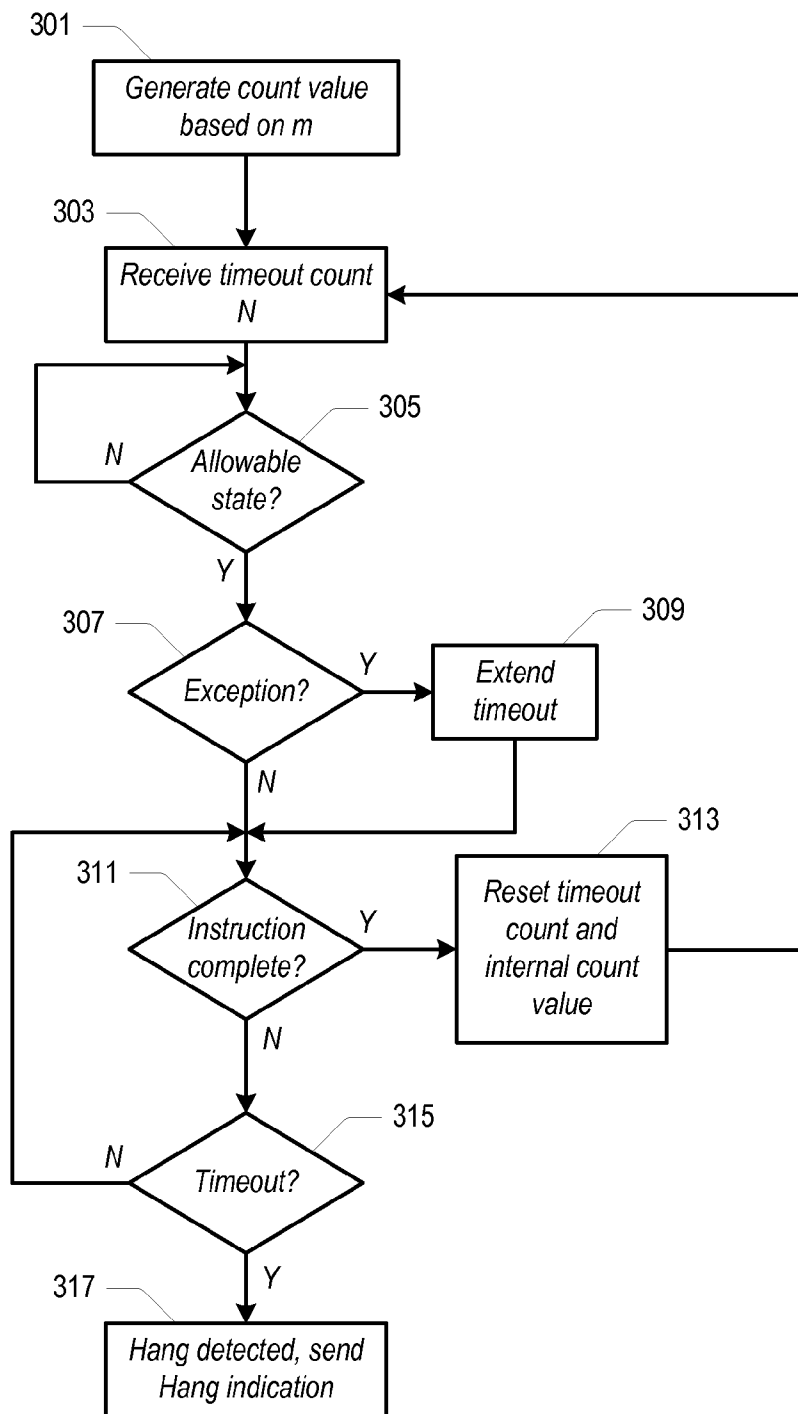 301
Generate count value
based on m
303
Receive timeout count
N
305
N
Allowable
state?
Y
307
309
Exception?
Y
Extend
timeout
N
313
311
Instruction
complete?
Y
Reset timeout
count and
internal count
value
N
315
N
Timeout?
Y
317
Hang detected, send
Hang indication